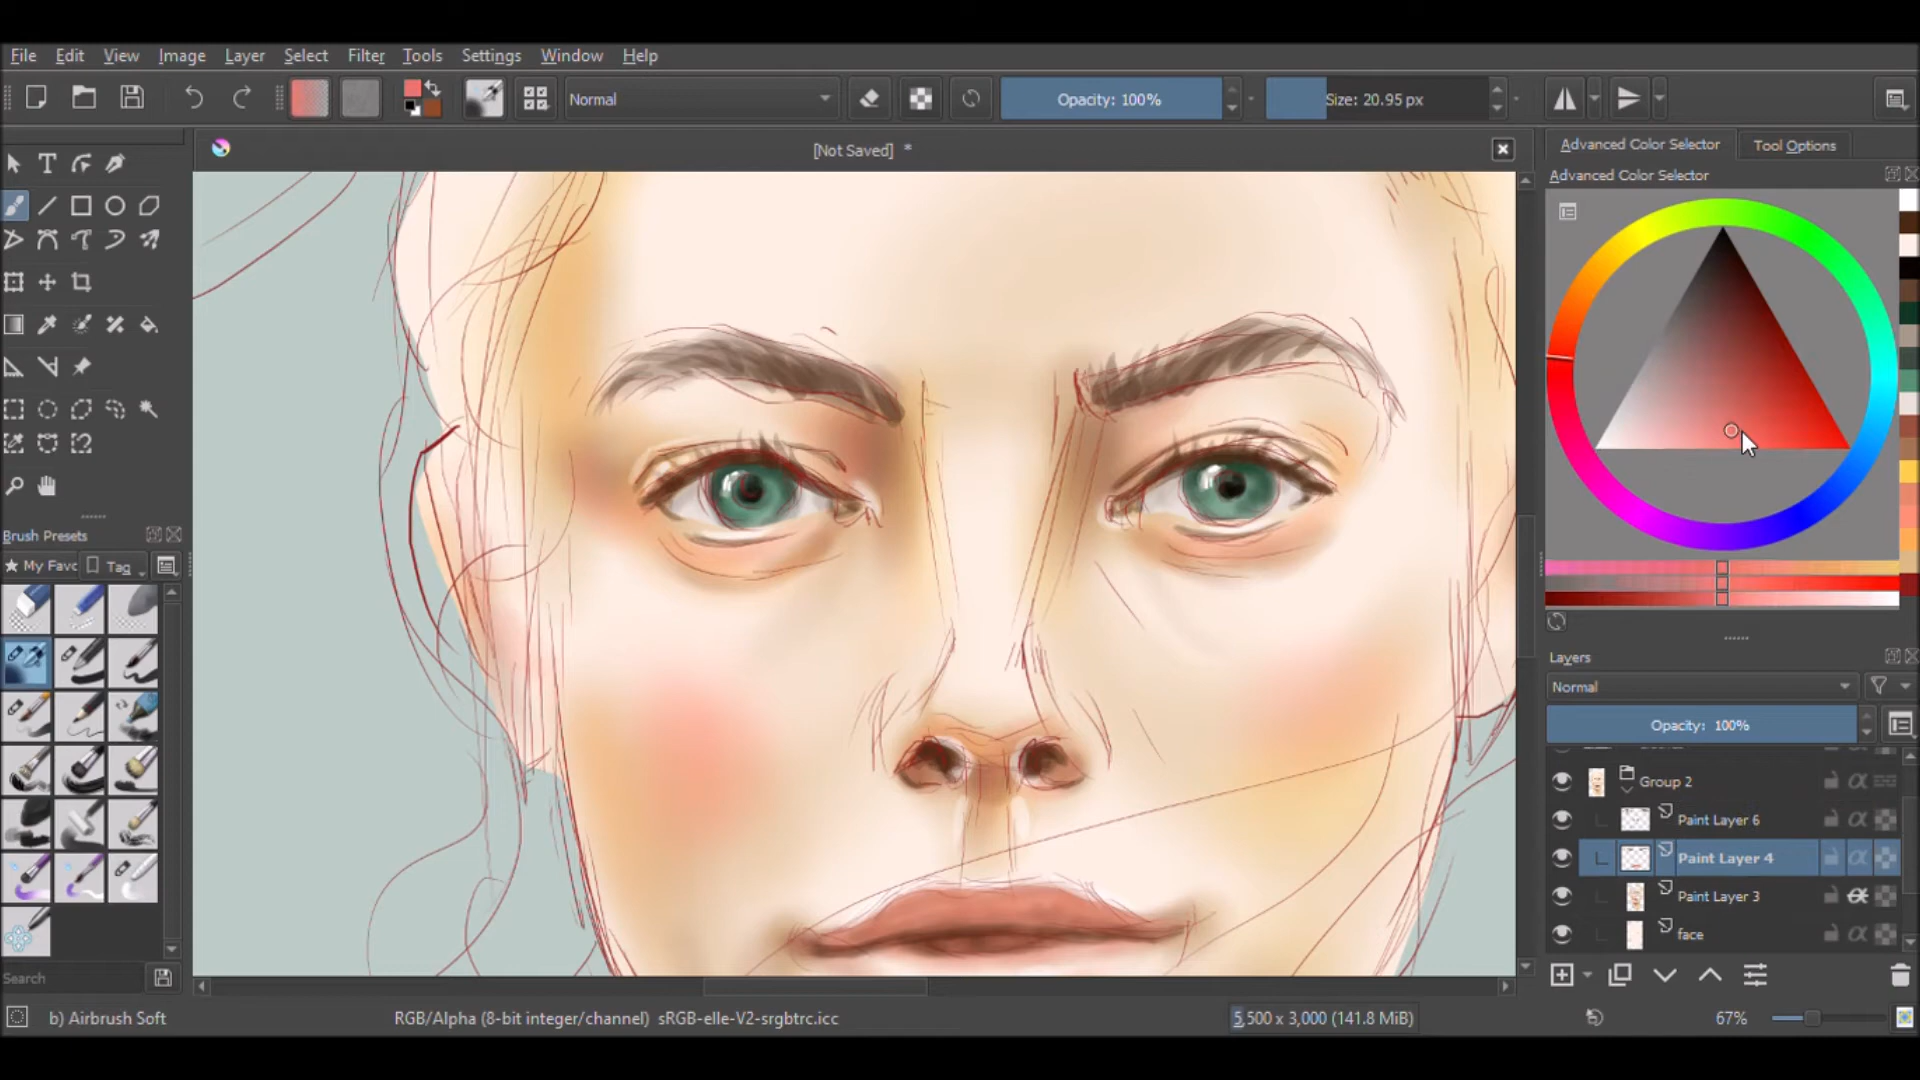 File Edit View Image Layer Select Filter Tools Settings Window Help
Normal Opacity: 100% Size: 20.95 px
[Not Saved] *
Advanced Color Selector Tool Options
Advanced Color Selector
Brush Presets
★ My Favc Tag
Search
Layers
Normal
Opacity: 100%
Group 2
Paint Layer 6
Paint Layer 4
Paint Layer 3
face
b) Airbrush Soft RGB/Alpha (8-bit integer/channel) sRGB-elle-V2-srgbtrc.icc 5,500 x 3,000 (141.8 MiB) 67%